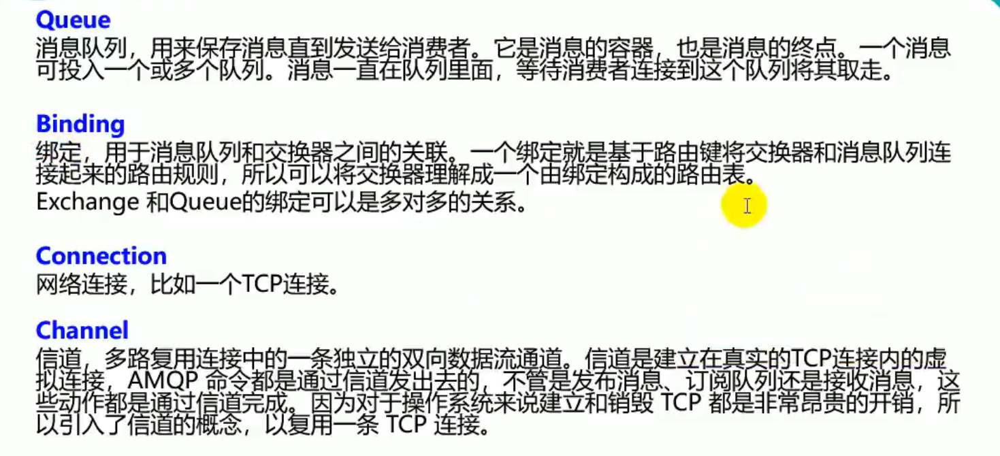 Queue
消息队列，用来保存消息直到发送给消费者。它是消息的容器，也是消息的终点。一个消息
可投入一个或多个队列。消息一直在队列里面，等待消费者连接到这个队列将其取走。
Binding
绑定，用于消息队列和交换器之间的关联。一个绑定就是基于路由键将交换器和消息队列连
接起来的路由规则，所以可以将交换器理解成一个由绑定构成的路由表。
Exchange 和Queue的绑定可以是多对多的关系。
Connection
网络连接，比如一个TCP连接。
Channel
信道，多路复用连接中的一条独立的双向数据流通道。信道是建立在真实的TCP连接内的虚
拟连接，AMQP 命令都是通过信道发出去的，不管是发布消息、订阅队列还是接收消息，这
些动作都是通过信道完成。因为对于操作系统来说建立和销毁 TCP 都是非常昂贵的开销，所
以引入了信道的概念，以复用一条 TCP 连接。